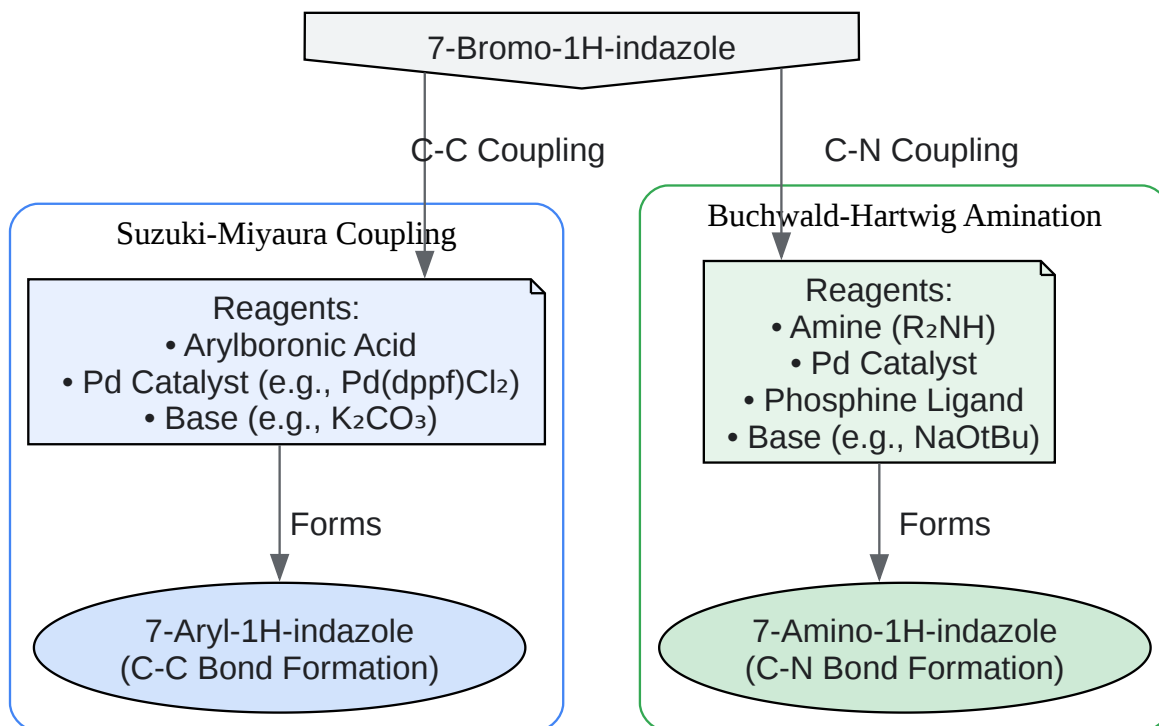 7-Bromo-1H-indazole
C-C Coupling
C-N Coupling
Suzuki-Miyaura Coupling
Reagents:
• Arylboronic Acid
• Pd Catalyst (e.g., Pd(dppf)Cl₂)
• Base (e.g., K₂CO₃)
Forms
7-Aryl-1H-indazole
(C-C Bond Formation)
Buchwald-Hartwig Amination
Reagents:
• Amine (R₂NH)
• Pd Catalyst
• Phosphine Ligand
• Base (e.g., NaOtBu)
Forms
7-Amino-1H-indazole
(C-N Bond Formation)